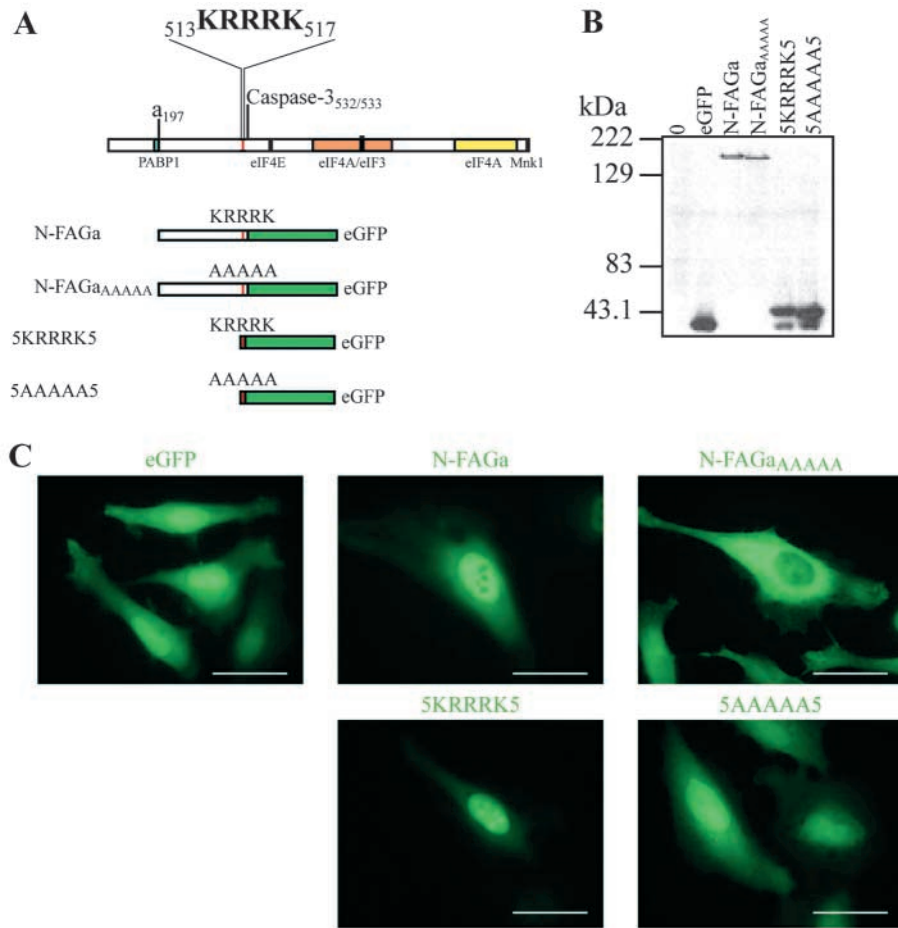 A
513KRRRK517
Caspase-3532/533
a197
PABP1 eIF4E eIF4A/eIF3 eIF4A Mnk1
KRRRK
N-FAGa eGFP
AAAAA
N-FAGaAAAAA eGFP
KRRRK
5KRRRK5 eGFP
AAAAA
5AAAAA5 eGFP
B
kDa
0
eGFP
N-FAGa
N-FAGaAAAAA
5KRRRK5
5AAAAA5
222
129
83
43.1
C
eGFP N-FAGa N-FAGaAAAAA
5KRRRK5 5AAAAA5